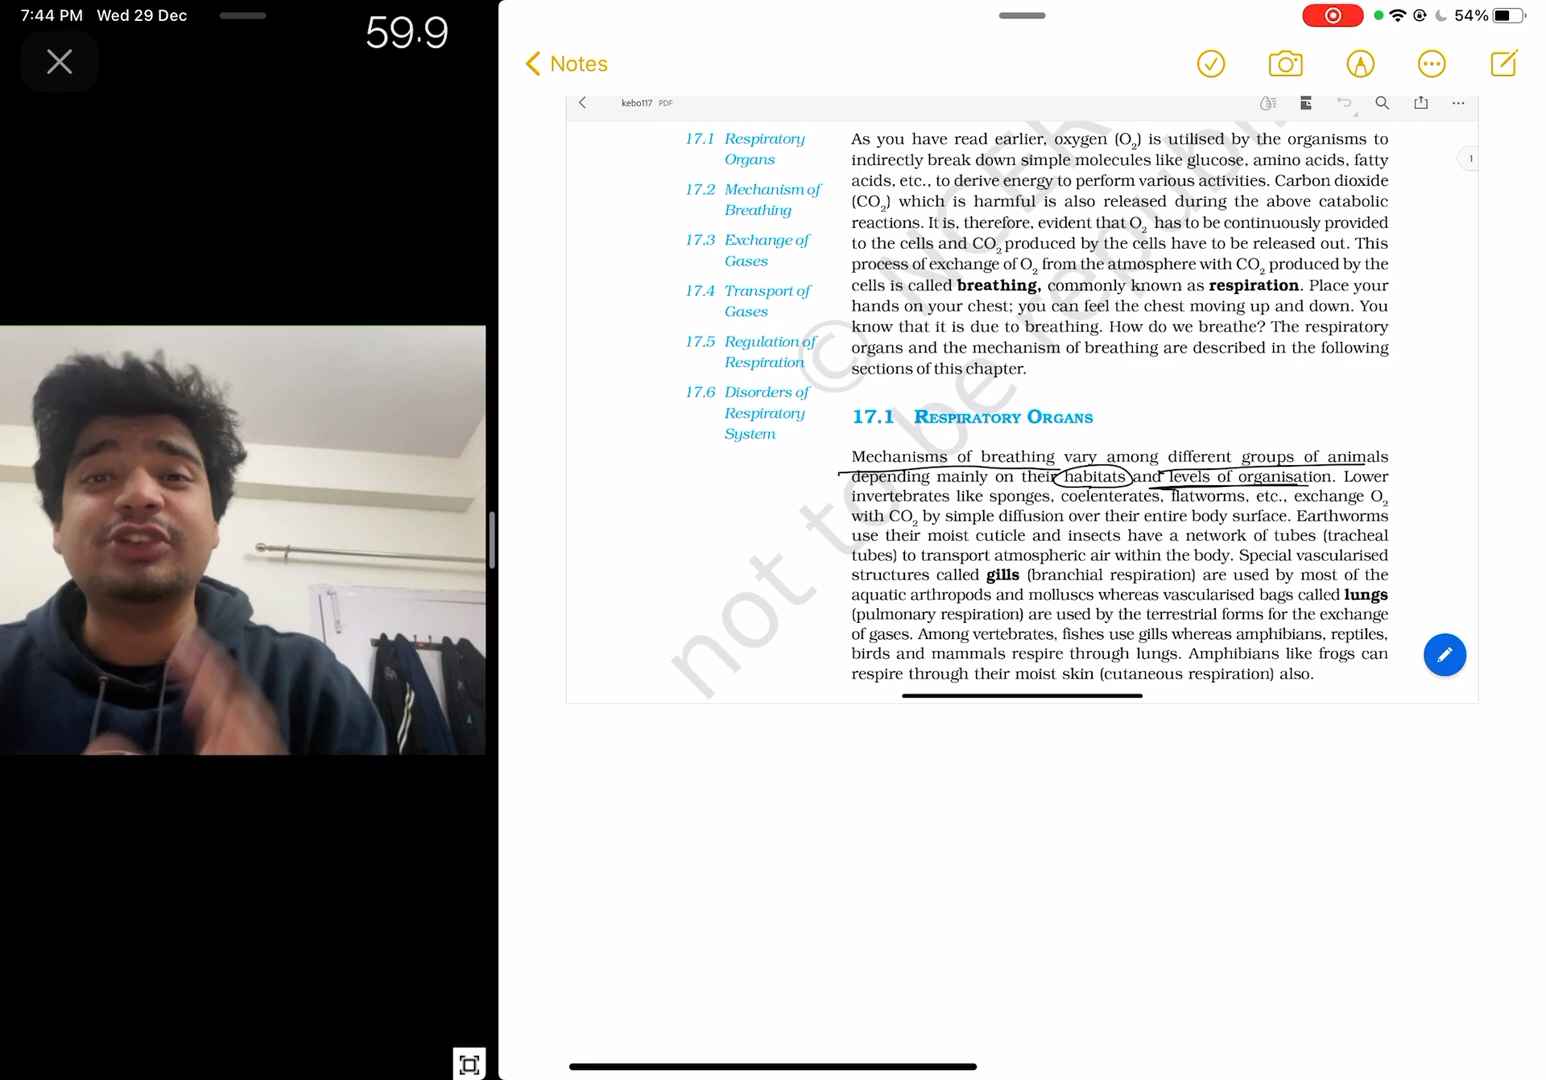 7:44 PM Wed 29 Dec
59.9
54%
Notes
kebo117 PDF
1
17.1 Respiratory
Organs
17.2 Mechanism of
Breathing
17.3 Exchange of
Gases
17.4 Transport of
Gases
17.5 Regulation of
Respiration
17.6 Disorders of
Respiratory
System
As you have read earlier, oxygen (O₂) is utilised by the organisms to
indirectly break down simple molecules like glucose, amino acids, fatty
acids, etc., to derive energy to perform various activities. Carbon dioxide
(CO₂) which is harmful is also released during the above catabolic
reactions. It is, therefore, evident that O₂ has to be continuously provided
to the cells and CO₂ produced by the cells have to be released out. This
process of exchange of O₂ from the atmosphere with CO₂ produced by the
cells is called breathing, commonly known as respiration. Place your
hands on your chest; you can feel the chest moving up and down. You
know that it is due to breathing. How do we breathe? The respiratory
organs and the mechanism of breathing are described in the following
sections of this chapter.
17.1 Respiratory Organs
Mechanisms of breathing vary among different groups of animals
depending mainly on their habitats and levels of organisation. Lower
invertebrates like sponges, coelenterates, flatworms, etc., exchange O₂
with CO₂ by simple diffusion over their entire body surface. Earthworms
use their moist cuticle and insects have a network of tubes (tracheal
tubes) to transport atmospheric air within the body. Special vascularised
structures called gills (branchial respiration) are used by most of the
aquatic arthropods and molluscs whereas vascularised bags called lungs
(pulmonary respiration) are used by the terrestrial forms for the exchange
of gases. Among vertebrates, fishes use gills whereas amphibians, reptiles,
birds and mammals respire through lungs. Amphibians like frogs can
respire through their moist skin (cutaneous respiration) also.
© NCER
not to be republi